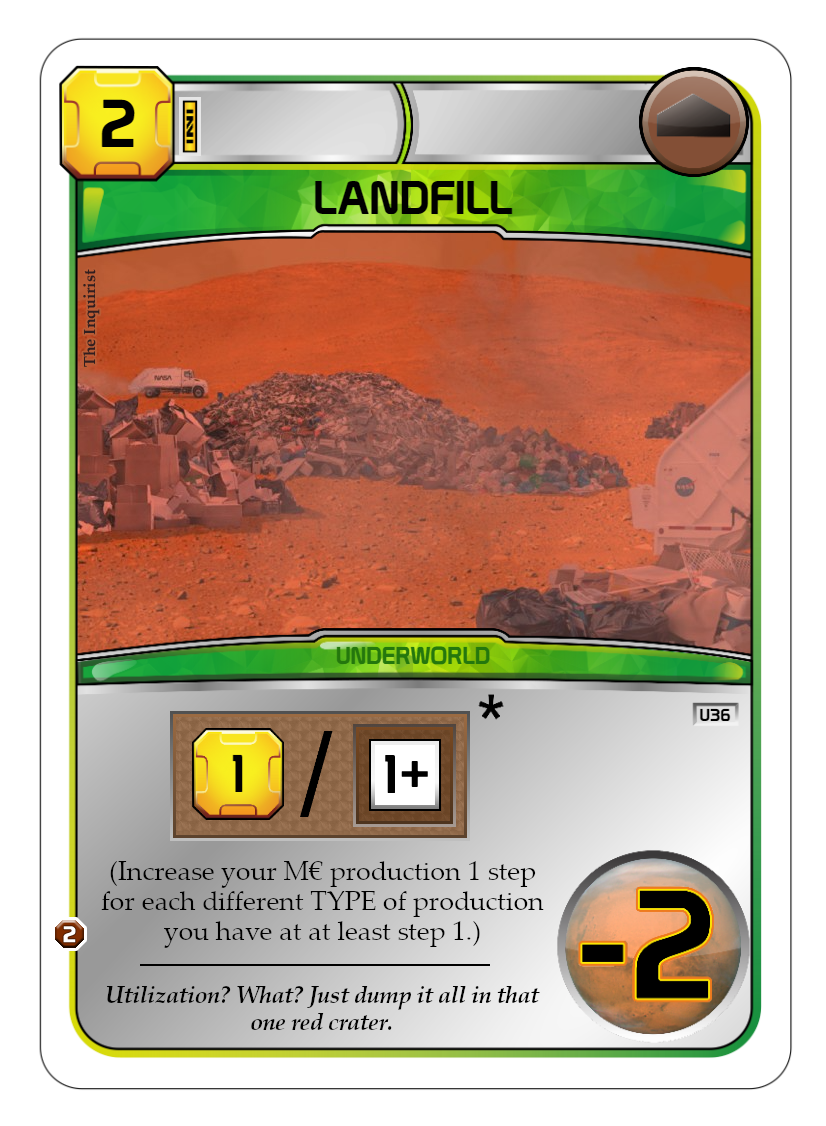 2
LANDFILL
The Inquirist
NASA
UNDERWORLD
U36
*
1 / 1+
(Increase your M€ production 1 step
for each different TYPE of production
you have at at least step 1.)
2
-2
Utilization? What? Just dump it all in that
one red crater.